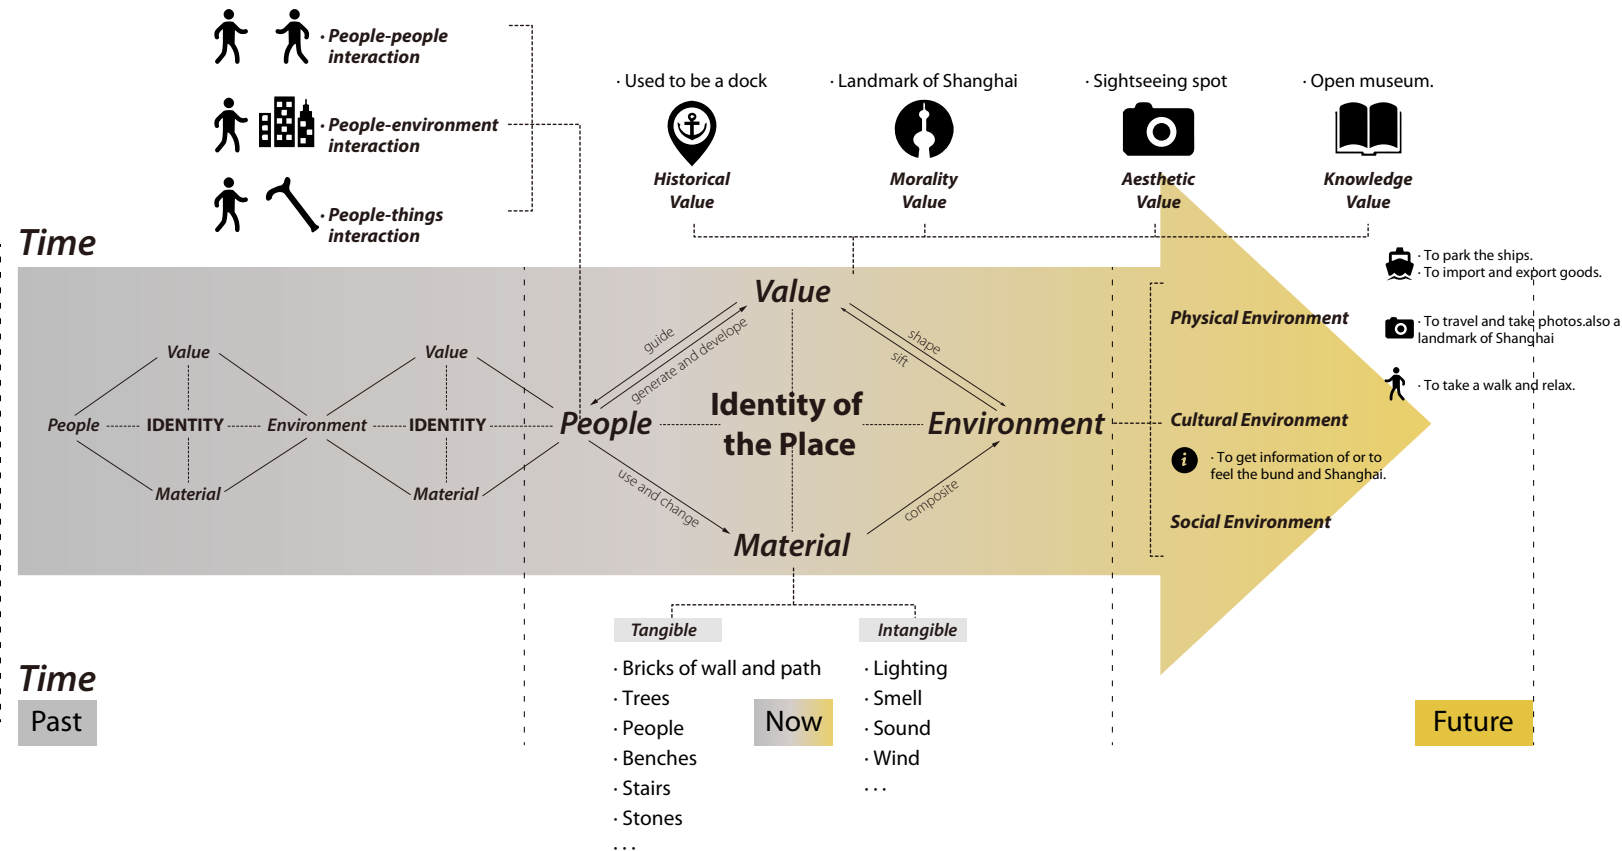 · People-people
interaction
· People-environment
interaction
· People-things
interaction
· Used to be a dock
Historical
Value
· Landmark of Shanghai
Morality
Value
· Sightseeing spot
Aesthetic
Value
· Open museum.
Knowledge
Value
Time
Value
People
IDENTITY
Environment
Material
Value
IDENTITY
Material
Value
guide
generate and develope
shape
sift
People
Identity of
the Place
Environment
use and change
composite
Material
Physical Environment
Cultural Environment
i
· To get information of or to
feel the bund and Shanghai.
Social Environment
· To park the ships.
· To import and export goods.
· To travel and take photos.also a
landmark of Shanghai
· To take a walk and relax.
Tangible
· Bricks of wall and path
· Trees
· People
· Benches
· Stairs
· Stones
· · ·
Intangible
· Lighting
· Smell
· Sound
· Wind
· · ·
Time
Past
Now
Future